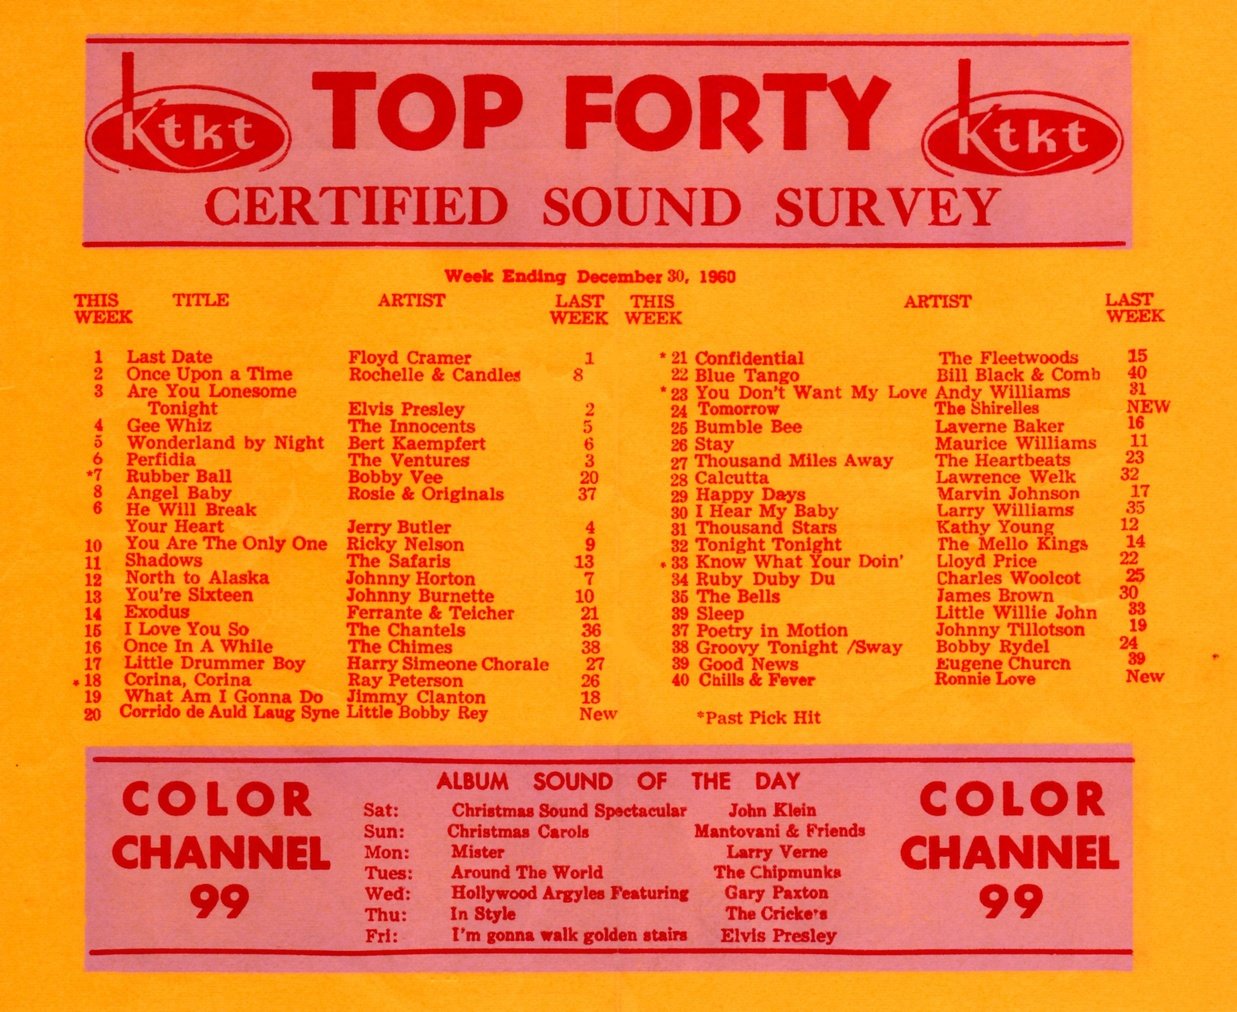 ktkt TOP FORTY ktkt
CERTIFIED SOUND SURVEY
Week Ending December 30, 1960
THIS WEEK TITLE ARTIST LAST WEEK
1 Last Date Floyd Cramer 1
2 Once Upon a Time Rochelle & Candles 8
3 Are You Lonesome
Tonight Elvis Presley 2
4 Gee Whiz The Innocents 5
5 Wonderland by Night Bert Kaempfert 6
6 Perfidia The Ventures 3
*7 Rubber Ball Bobby Vee 20
8 Angel Baby Rosie & Originals 37
6 He Will Break
Your Heart Jerry Butler 4
10 You Are The Only One Ricky Nelson 9
11 Shadows The Safaris 13
12 North to Alaska Johnny Horton 7
13 You're Sixteen Johnny Burnette 10
14 Exodus Ferrante & Teicher 21
15 I Love You So The Chantels 36
16 Once In A While The Chimes 38
17 Little Drummer Boy Harry Simeone Chorale 27
*18 Corina, Corina Ray Peterson 26
19 What Am I Gonna Do Jimmy Clanton 18
20 Corrido de Auld Laug Syne Little Bobby Rey New
THIS WEEK ARTIST LAST WEEK
*21 Confidential The Fleetwoods 15
22 Blue Tango Bill Black & Comb 40
*23 You Don't Want My Love Andy Williams 31
24 Tomorrow The Shirelles NEW
25 Bumble Bee Laverne Baker 16
26 Stay Maurice Williams 11
27 Thousand Miles Away The Heartbeats 23
28 Calcutta Lawrence Welk 32
29 Happy Days Marvin Johnson 17
30 I Hear My Baby Larry Williams 35
31 Thousand Stars Kathy Young 12
32 Tonight Tonight The Mello Kings 14
*33 Know What Your Doin' Lloyd Price 22
34 Ruby Duby Du Charles Woolcot 25
35 The Bells James Brown 30
39 Sleep Little Willie John 33
37 Poetry in Motion Johnny Tillotson 19
38 Groovy Tonight /Sway Bobby Rydel 24
39 Good News Eugene Church 39
40 Chills & Fever Ronnie Love New
*Past Pick Hit
COLOR CHANNEL 99
ALBUM SOUND OF THE DAY
Sat: Christmas Sound Spectacular John Klein
Sun: Christmas Carols Mantovani & Friends
Mon: Mister Larry Verne
Tues: Around The World The Chipmunks
Wed: Hollywood Argyles Featuring Gary Paxton
Thu: In Style The Crickets
Fri: I'm gonna walk golden stairs Elvis Presley
COLOR CHANNEL 99